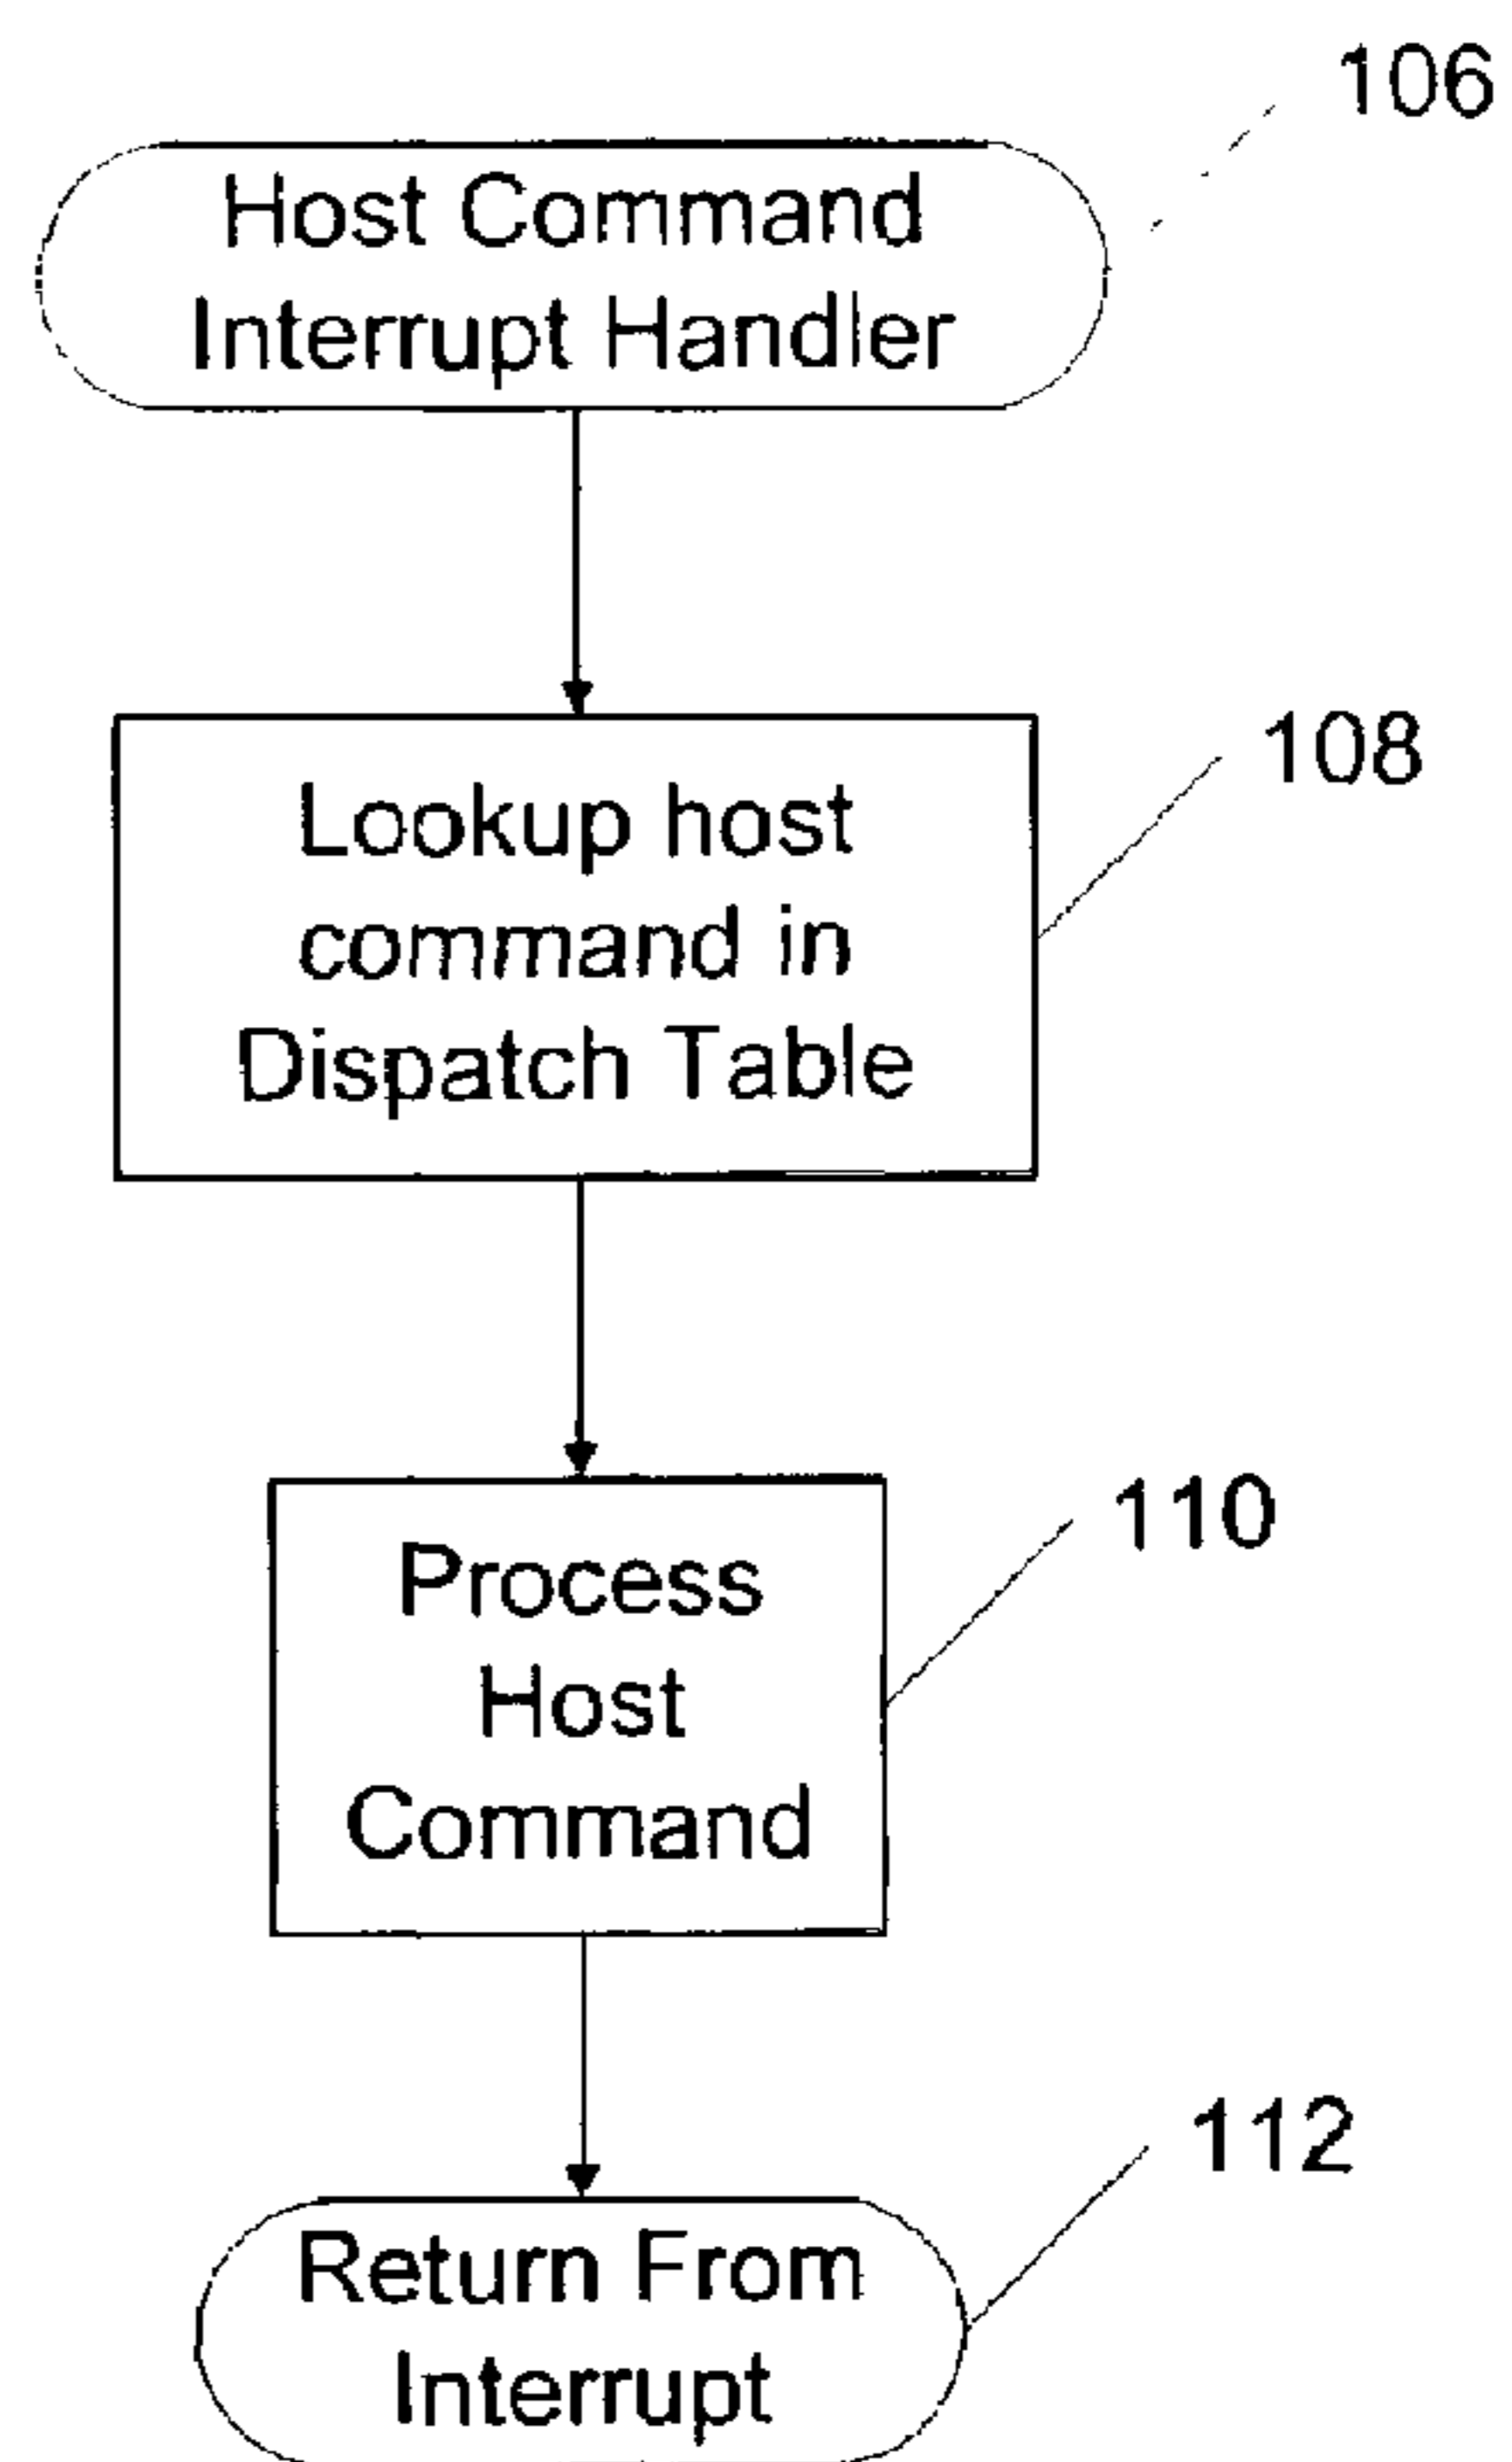 106
Host Command
Interrupt Handler
108
Lookup host
command in
Dispatch Table
110
Process
Host
Command
112
Return From
Interrupt